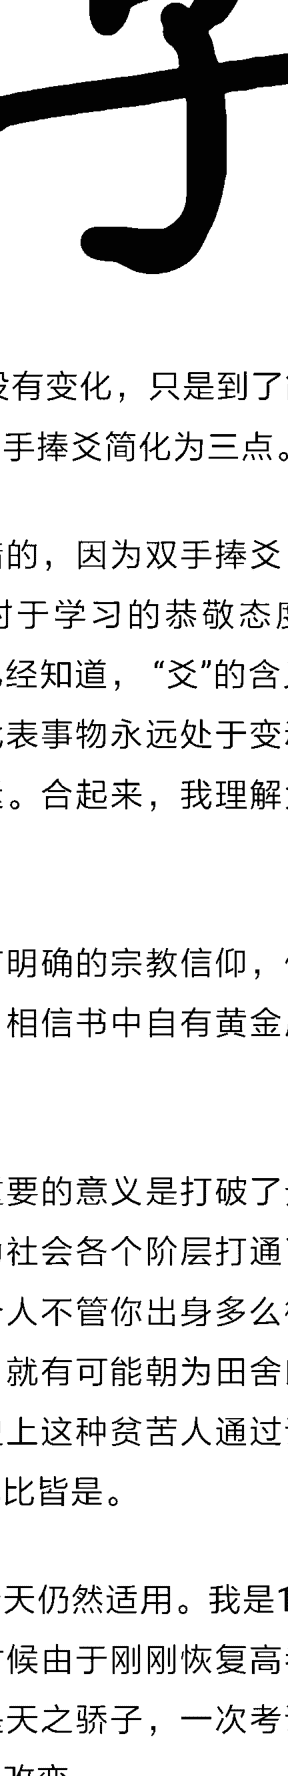 没有变化，只是到了
手捧爻简化为三点。
的，因为双手捧爻
对于学习的恭敬态度
经知道，“爻”的含义
表事物永远处于变
。合起来，我理解
明确的宗教信仰，
相信书中自有黄金
重要的意义是打破了
社会各个阶层打通
人不管你出身多么
就有可能朝为田舍
上这种贫苦人通过
比皆是。
天仍然适用。我是1
时候由于刚刚恢复高考
是天之骄子，一次考
改变